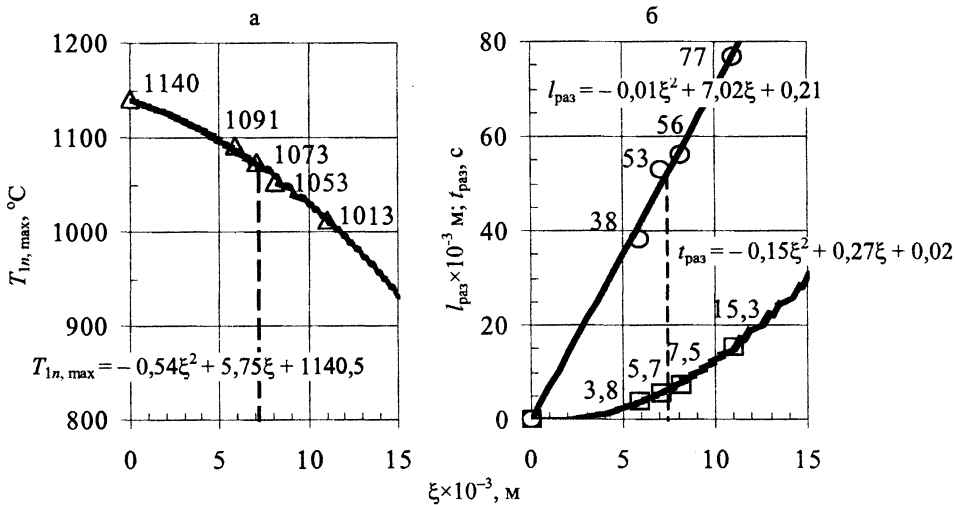 а
1200
1100
1000
900
800
T₁ₙ, ₘₐₓ, °C
1140
1091
1073
1053
1013
T₁ₙ, ₘₐₓ = – 0,54ξ² + 5,75ξ + 1140,5
0 5 10 15
б
80
60
40
20
0
lраз×10⁻³ м; tраз, с
77
lраз = – 0,01ξ² + 7,02ξ + 0,21
56
53
38
tраз = – 0,15ξ² + 0,27ξ + 0,02
15,3
7,5
5,7
3,8
0 5 10 15
ξ×10⁻³, м